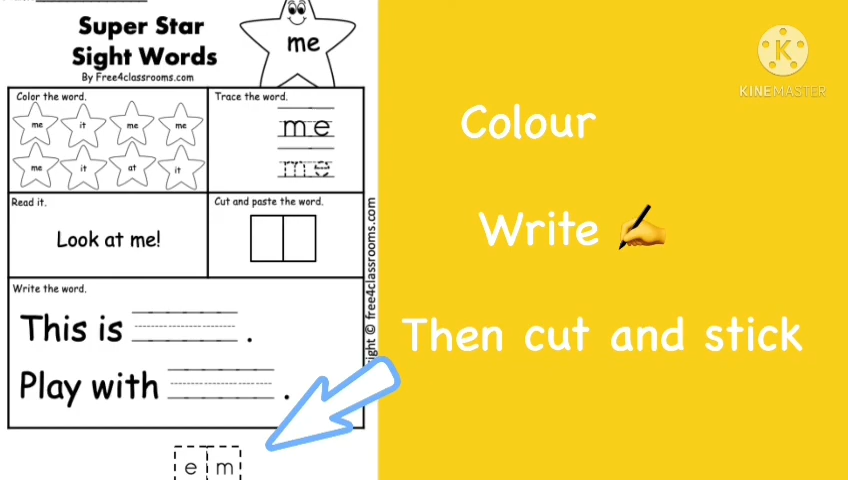 Super Star
Sight Words
By Free4classrooms.com
me
Color the word.
me it me me
me it at it
Trace the word.
me
me
Read it.
Look at me!
Cut and paste the word.
Write the word.
This is .
Play with .
free4classrooms.com
e m
Colour
Write ✍
Then cut and stick
K
KINEMASTER